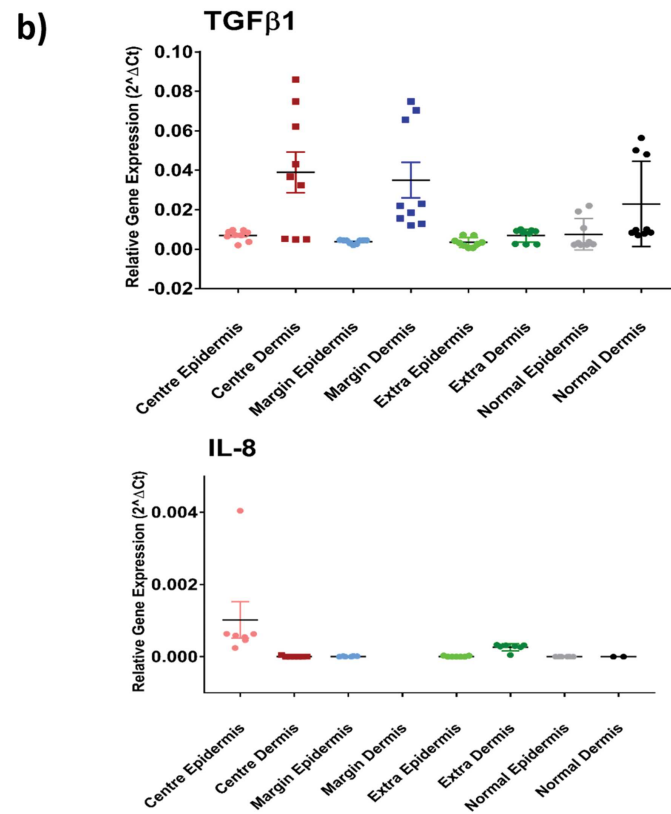 b)
TGFβ1
Relative Gene Expression (2^ΔCt)
0.10
0.08
0.06
0.04
0.02
0.00
-0.02
Centre Epidermis
Centre Dermis
Margin Epidermis
Margin Dermis
Extra Epidermis
Extra Dermis
Normal Epidermis
Normal Dermis
IL-8
Relative Gene Expression (2^ΔCt)
0.004
0.002
0.000
Centre Epidermis
Centre Dermis
Margin Epidermis
Margin Dermis
Extra Epidermis
Extra Dermis
Normal Epidermis
Normal Dermis